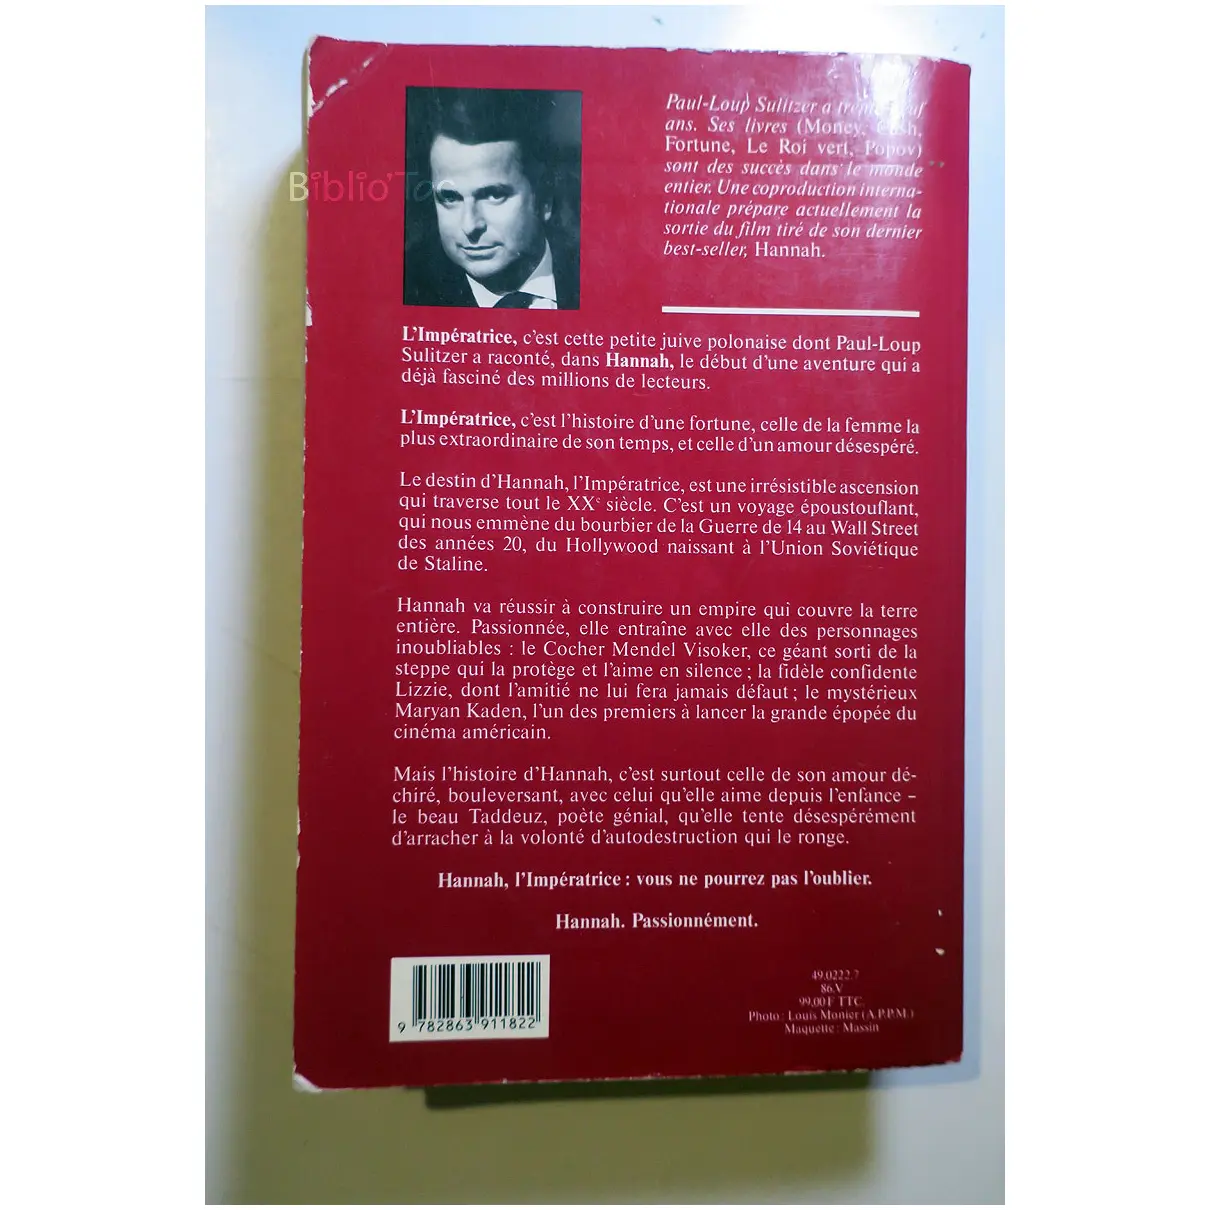 Paul-Loup Sulitzer a trente-neuf
ans. Ses livres (Money, Cash,
Fortune, Le Roi vert, Popov)
sont des succès dans le monde
entier. Une coproduction interna-
tionale prépare actuellement la
sortie du film tiré de son dernier
best-seller, Hannah.
Biblio'Toc
L'Impératrice, c'est cette petite juive polonaise dont Paul-Loup
Sulitzer a raconté, dans Hannah, le début d'une aventure qui a
déjà fasciné des millions de lecteurs.
L'Impératrice, c'est l'histoire d'une fortune, celle de la femme la
plus extraordinaire de son temps, et celle d'un amour désespéré.
Le destin d'Hannah, l'Impératrice, est une irrésistible ascension
qui traverse tout le XXe siècle. C'est un voyage époustouflant,
qui nous emmène du bourbier de la Guerre de 14 au Wall Street
des années 20, du Hollywood naissant à l'Union Soviétique
de Staline.
Hannah va réussir à construire un empire qui couvre la terre
entière. Passionnée, elle entraîne avec elle des personnages
inoubliables : le Cocher Mendel Visoker, ce géant sorti de la
steppe qui la protège et l'aime en silence ; la fidèle confidente
Lizzie, dont l'amitié ne lui fera jamais défaut ; le mystérieux
Maryan Kaden, l'un des premiers à lancer la grande épopée du
cinéma américain.
Mais l'histoire d'Hannah, c'est surtout celle de son amour dé-
chiré, bouleversant, avec celui qu'elle aime depuis l'enfance –
le beau Taddeuz, poète génial, qu'elle tente désespérément
d'arracher à la volonté d'autodestruction qui le ronge.
Hannah, l'Impératrice : vous ne pourrez pas l'oublier.
Hannah. Passionnément.
9 782863 911822
49.0222.7
86.V
99,00 F TTC.
Photo : Louis Monier (A.P.P.M.)
Maquette : Massin